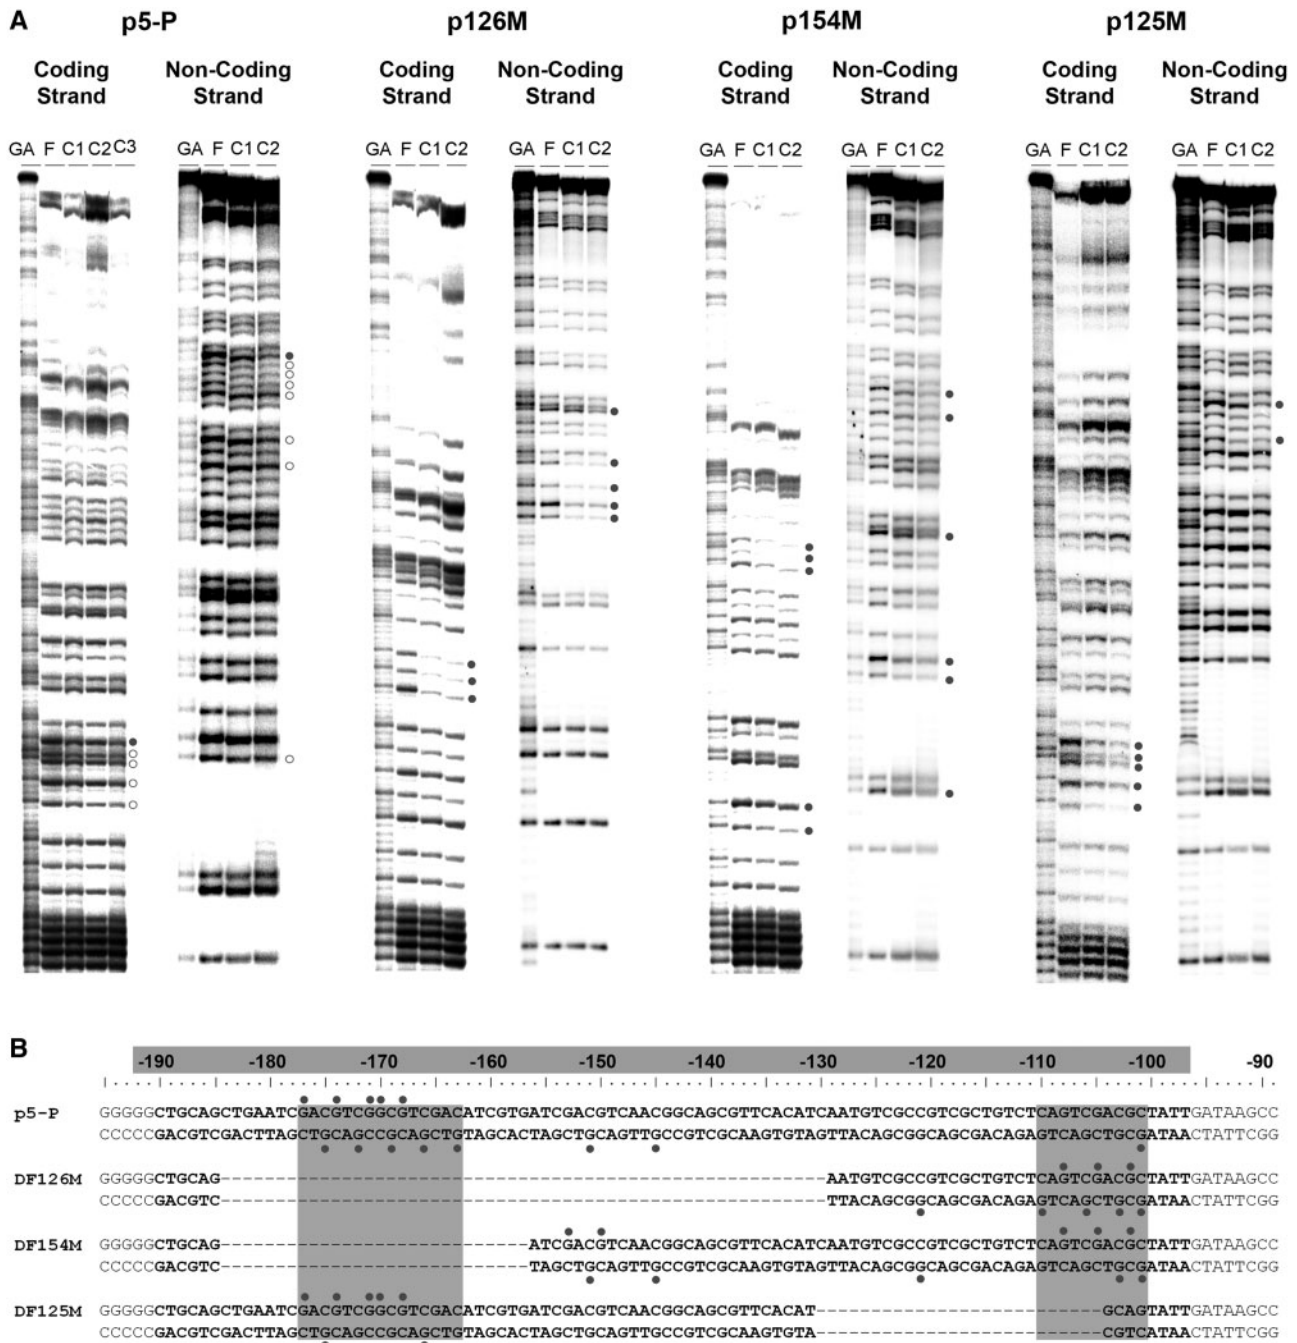 A
p5-P p126M p154M p125M
Coding Strand Non-Coding Strand Coding Strand Non-Coding Strand Coding Strand Non-Coding Strand Coding Strand Non-Coding Strand
GA F C1 C2 C3 GA F C1 C2 GA F C1 C2 GA F C1 C2 GA F C1 C2 GA F C1 C2 GA F C1 C2 GA F C1 C2
B
-190 -180 -170 -160 -150 -140 -130 -120 -110 -100 -90
p5-P GGGGGCTGCAGCTGAATCGACGTCGGCGTCGACATCGTGATCGACGTCAACGGCAGCGTTCACATCAATGTCGCCGTCGCTGTCTCAGTCGACGCTATTGATAAGCC
CCCCCGACGTCGACTTAGCTGCAGCCGCAGCTGTAGCACTAGCTGCAGTTGCCGTCGCAAGTGTAGTTACAGCGGCAGCGACAGAGTCAGCTGCGATAACTATTCGG
DF126M GGGGGCTGCAG-------------------------------------------------------AATGTCGCCGTCGCTGTCTCAGTCGACGCTATTGATAAGCC
CCCCCGACGTC-------------------------------------------------------TTACAGCGGCAGCGACAGAGTCAGCTGCGATAACTATTCGG
DF154M GGGGGCTGCAG----------------------------ATCGACGTCAACGGCAGCGTTCACATCAATGTCGCCGTCGCTGTCTCAGTCGACGCTATTGATAAGCC
CCCCCGACGTC----------------------------TAGCTGCAGTTGCCGTCGCAAGTGTAGTTACAGCGGCAGCGACAGAGTCAGCTGCGATAACTATTCGG
DF125M GGGGGCTGCAGCTGAATCGACGTCGGCGTCGACATCGTGATCGACGTCAACGGCAGCGTTCACAT--------------------------GCAGTATTGATAAGCC
CCCCCGACGTCGACTTAGCTGCAGCCGCAGCTGTAGCACTAGCTGCAGTTGCCGTCGCAAGTGTA--------------------------CGTCATAACTATTCGG